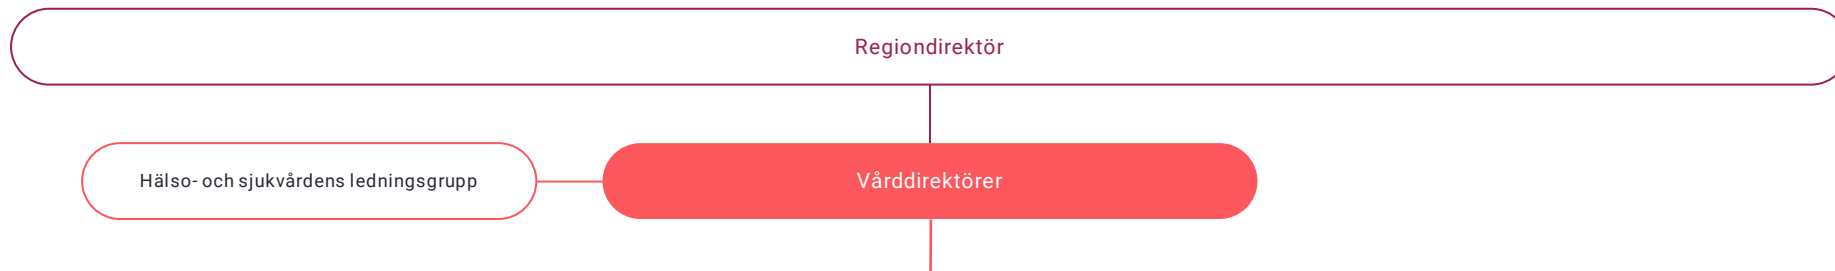 Regiondirektör
Hälso- och sjukvårdens ledningsgrupp
Vårddirektörer